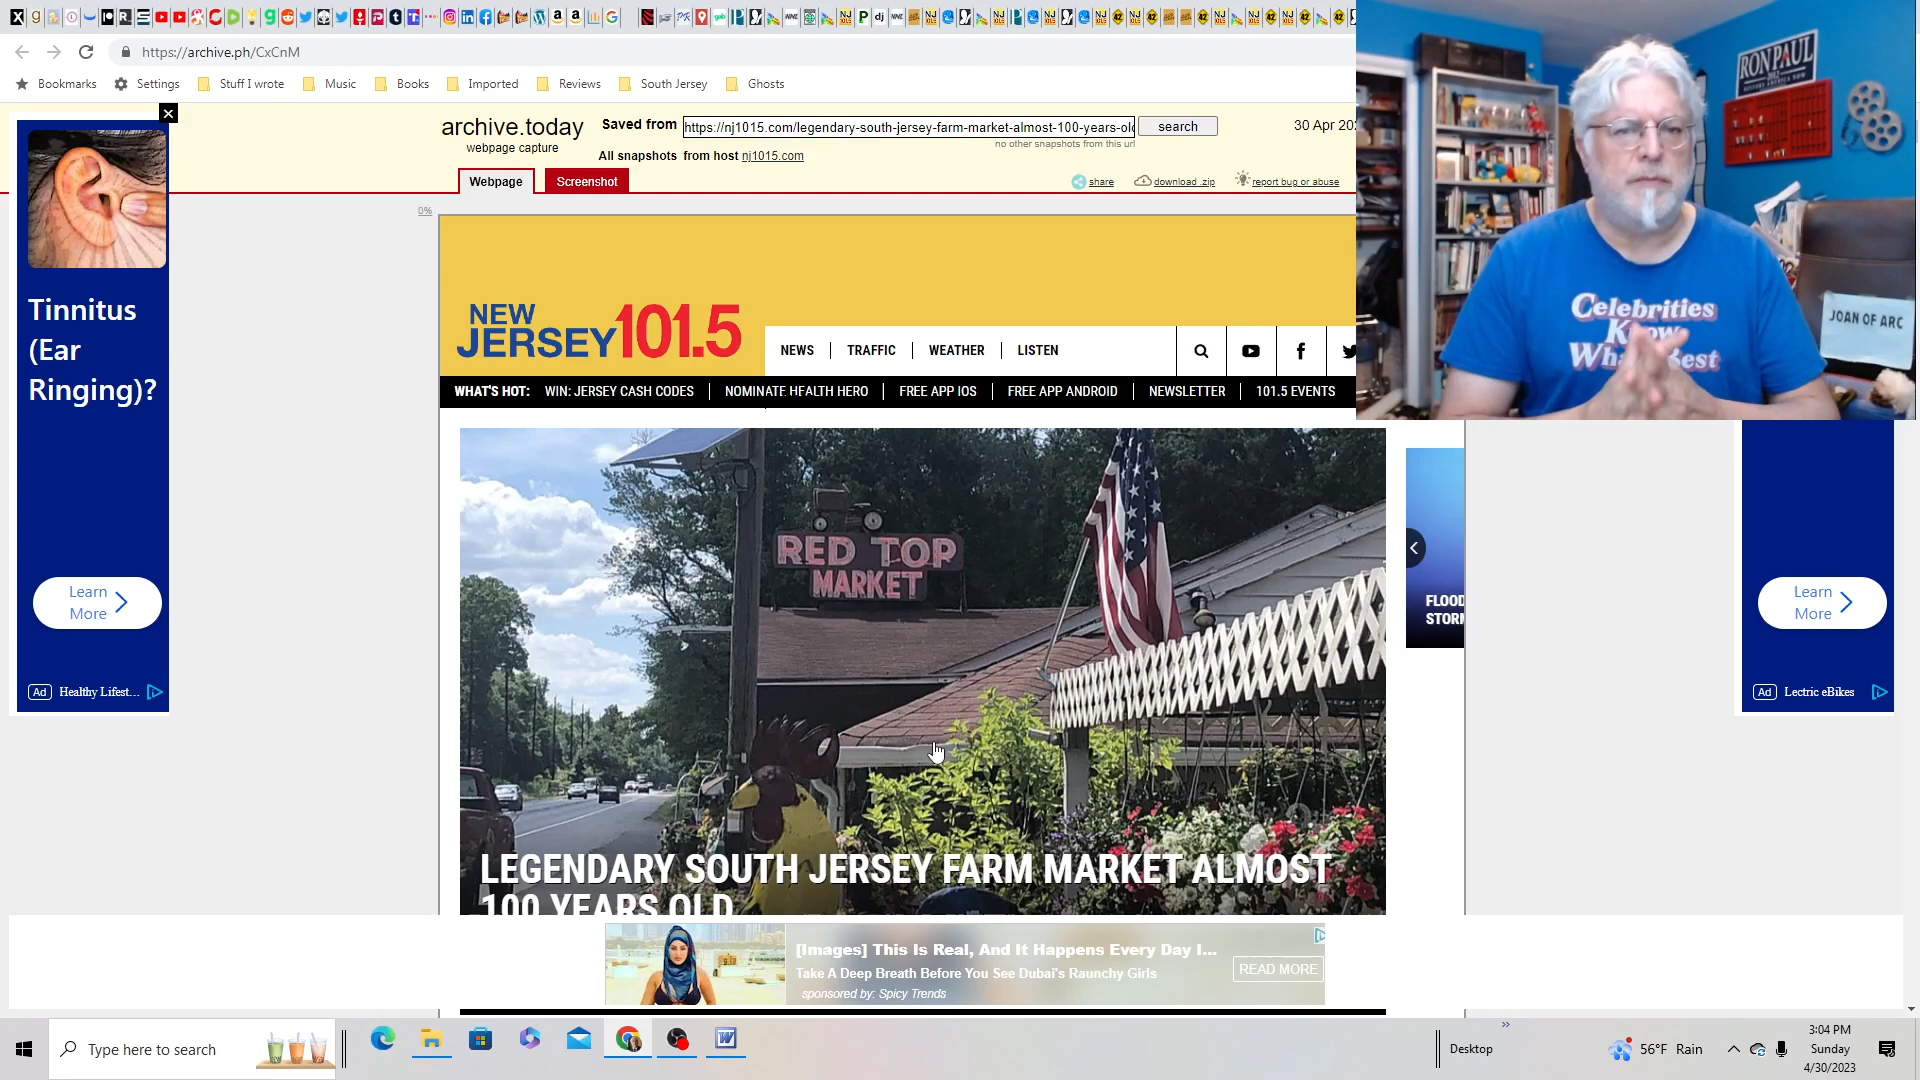 https://archive.ph/CxCnM
Bookmarks
Settings
Stuff I wrote
Music
Books
Imported
Reviews
South Jersey
Ghosts
archive.today
webpage capture
Saved from
https://nj1015.com/legendary-south-jersey-farm-market-almost-100-years-old
search
30 Apr 202
no other snapshots from this url
All snapshots from host nj1015.com
Webpage
Screenshot
share
download .zip
report bug or abuse
0%
Tinnitus
(Ear
Ringing)?
Learn
More
Ad Healthy Lifest...
NEW
JERSEY 101.5
NEWS
TRAFFIC
WEATHER
LISTEN
WHAT'S HOT:
WIN: JERSEY CASH CODES
NOMINATE HEALTH HERO
FREE APP IOS
FREE APP ANDROID
NEWSLETTER
101.5 EVENTS
RON PAUL
Celebrities
Know
What's Best
JOAN OF ARC
RED TOP
MARKET
FLOOD
STORM
LEGENDARY SOUTH JERSEY FARM MARKET ALMOST
100 YEARS OLD
Learn
More
Ad Lectric eBikes
[Images] This Is Real, And It Happens Every Day I...
Take A Deep Breath Before You See Dubai's Raunchy Girls
sponsored by: Spicy Trends
READ MORE
Type here to search
Desktop
56°F Rain
3:04 PM
Sunday
4/30/2023